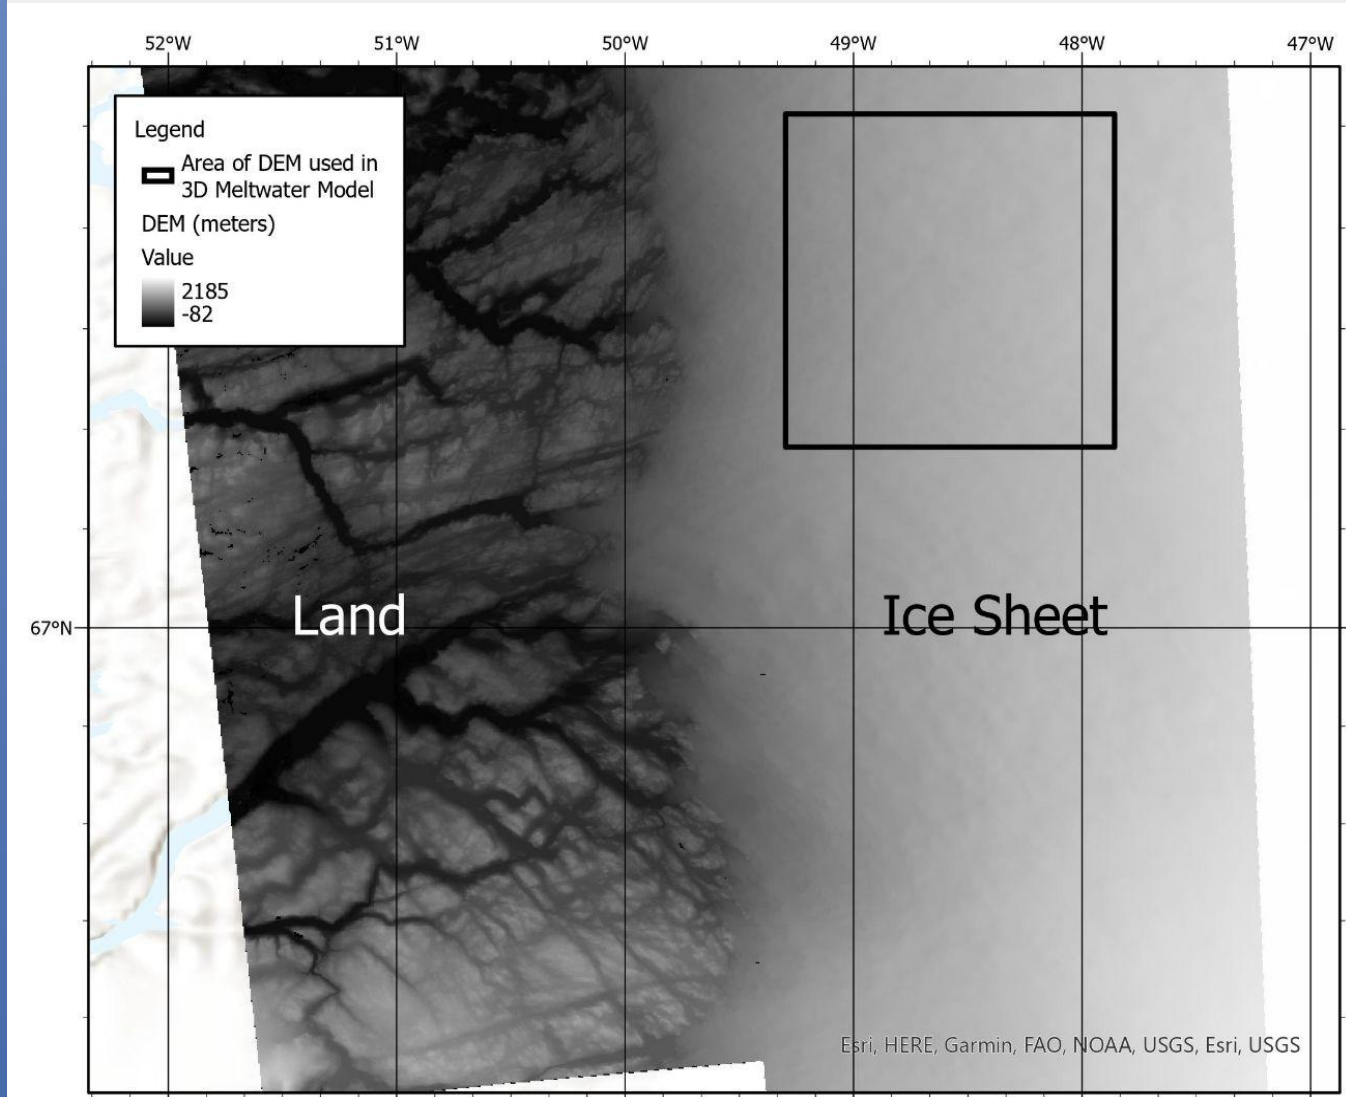 52°W
51°W
50°W
49°W
48°W
47°W
Legend
Area of DEM used in
3D Meltwater Model
DEM (meters)
Value
2185
-82
Land
Ice Sheet
67°N
Esri, HERE, Garmin, FAO, NOAA, USGS, Esri, USGS